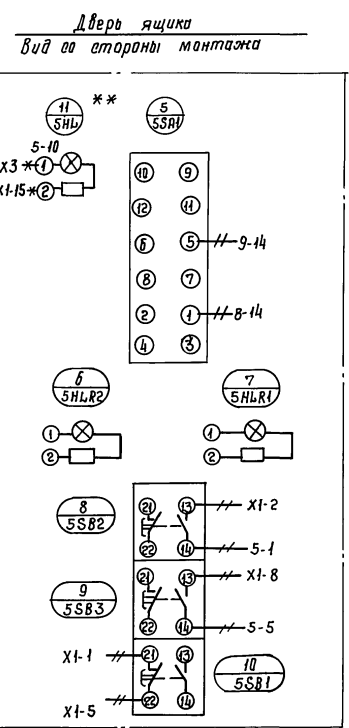 Дверь ящика
Вид со стороны монтажа
11
5HL
**
5
5SA1
5-10
X3 * 1
X1-15 * 2
10 9
12 11
6 5 9-14
8 7
2 1 8-14
4 3
6
5HLR2
7
5HLR1
1
2
1
2
8
5SB2
21 13 X1-2
22 14 5-1
9
5SB3
21 13 X1-8
22 14 5-5
X1-1 21 13
10
5SB1
X1-5 22 14